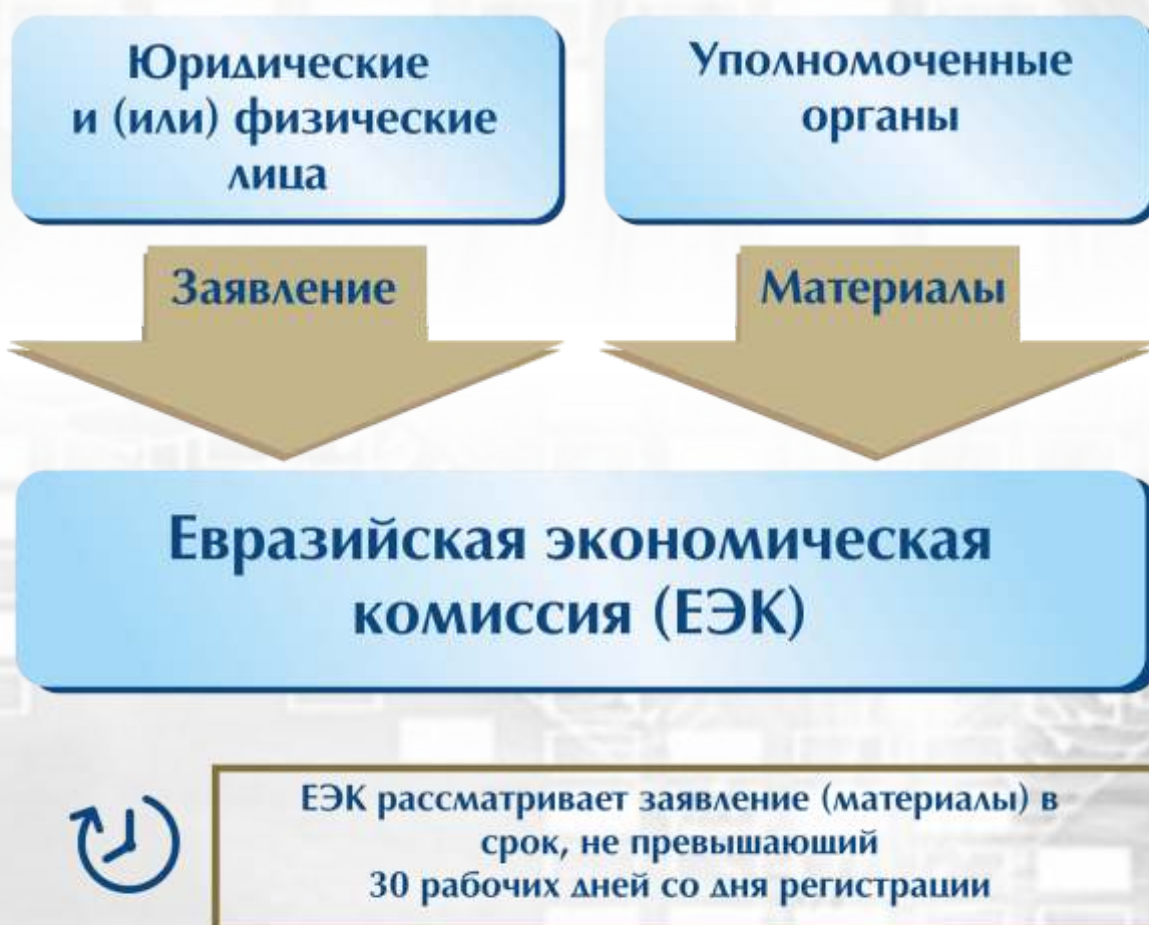 Юридические
и (или) физические
лица
Уполномоченные
органы
Заявление
Материалы
Евразийская экономическая
комиссия (ЕЭК)
ЕЭК рассматривает заявление (материалы) в
срок, не превышающий
30 рабочих дней со дня регистрации